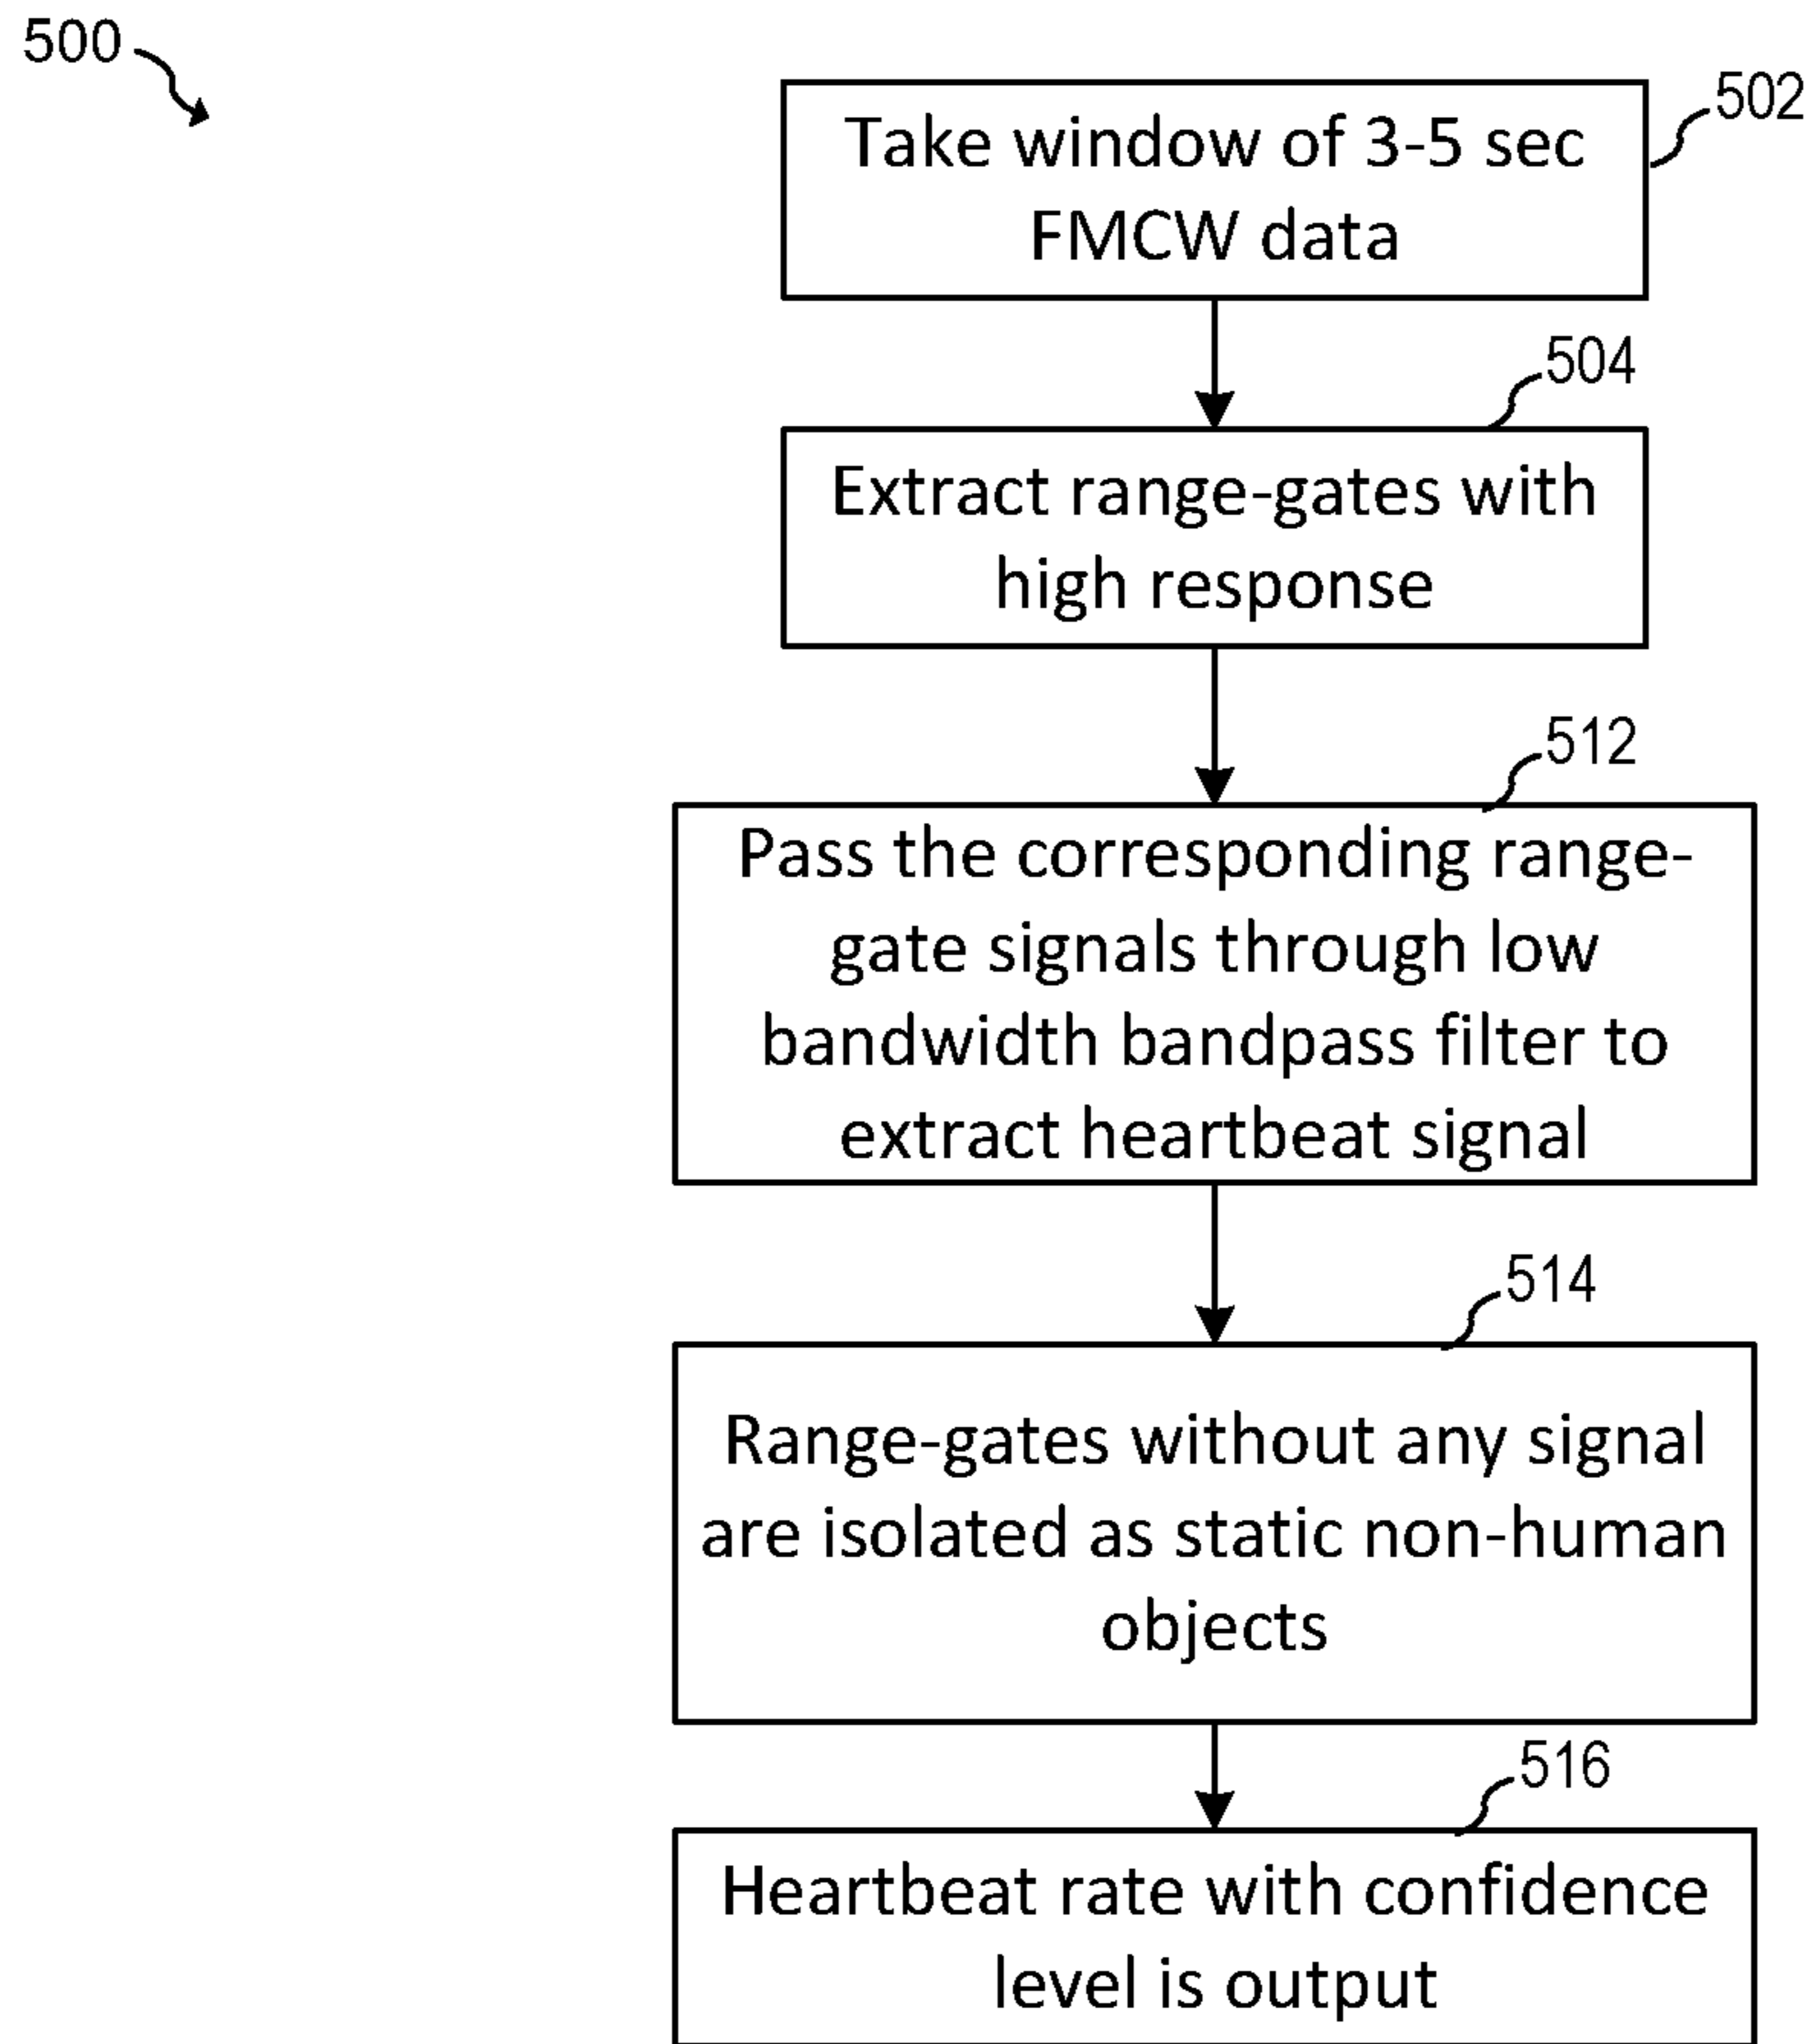 500
502
Take window of 3-5 sec
FMCW data
504
Extract range-gates with
high response
512
Pass the corresponding range-
gate signals through low
bandwidth bandpass filter to
extract heartbeat signal
514
Range-gates without any signal
are isolated as static non-human
objects
516
Heartbeat rate with confidence
level is output